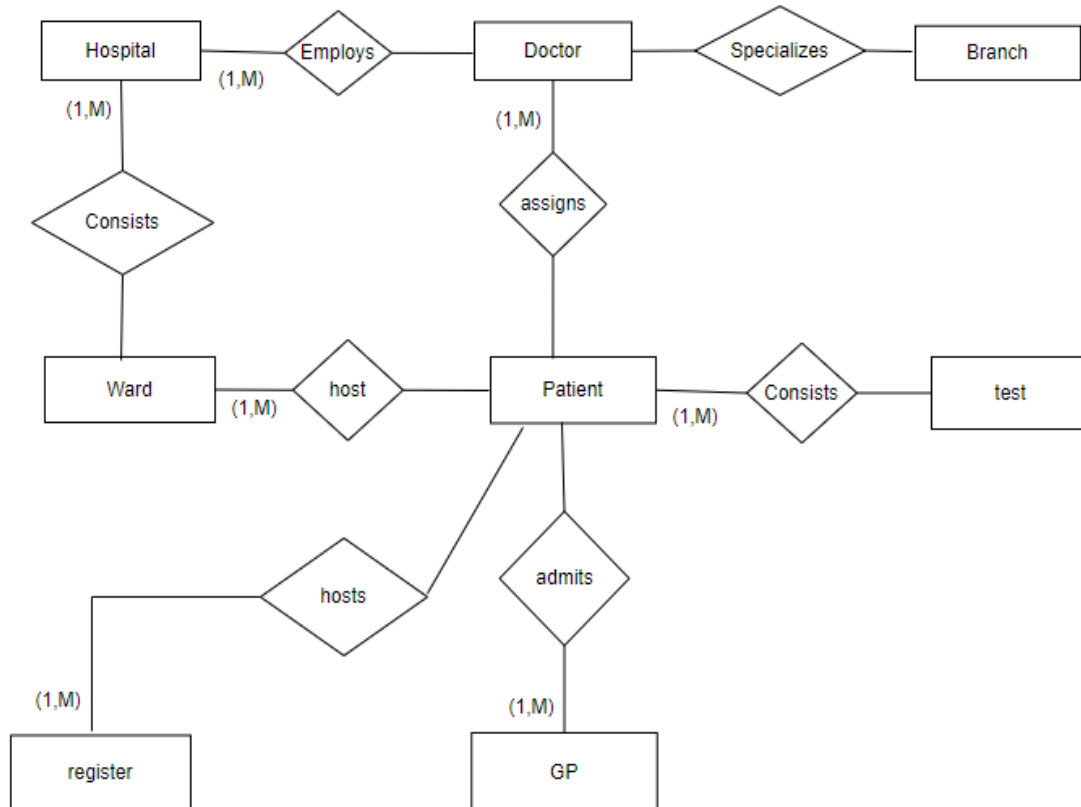 Hospital
Employs
Doctor
Specializes
Branch
(1,M)
(1,M)
(1,M)
Consists
assigns
Ward
host
Patient
Consists
test
(1,M)
(1,M)
hosts
admits
(1,M)
(1,M)
register
GP